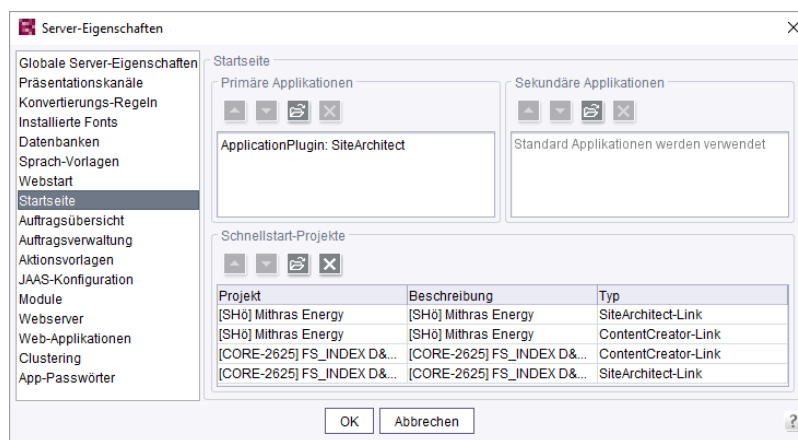 Server-Eigenschaften
Globale Server-Eigenschaften
Präsentationskanäle
Konvertierungs-Regeln
Installierte Fonts
Datenbanken
Sprach-Vorlagen
Webstart
Startseite
Auftragsübersicht
Auftragsverwaltung
Aktionsvorlagen
JAAS-Konfiguration
Module
Webserver
Web-Applikationen
Clustering
App-Passwörter
Startseite
Primäre Applikationen
ApplicationPlugin: SiteArchitect
Sekundäre Applikationen
Standard Applikationen werden verwendet
Schnellstart-Projekte
Projekt Beschreibung Typ
[SHö] Mithras Energy [SHö] Mithras Energy SiteArchitect-Link
[SHö] Mithras Energy [SHö] Mithras Energy ContentCreator-Link
[CORE-2625] FS_INDEX D&... [CORE-2625] FS_INDEX D&... ContentCreator-Link
[CORE-2625] FS_INDEX D&... [CORE-2625] FS_INDEX D&... SiteArchitect-Link
OK Abbrechen ?